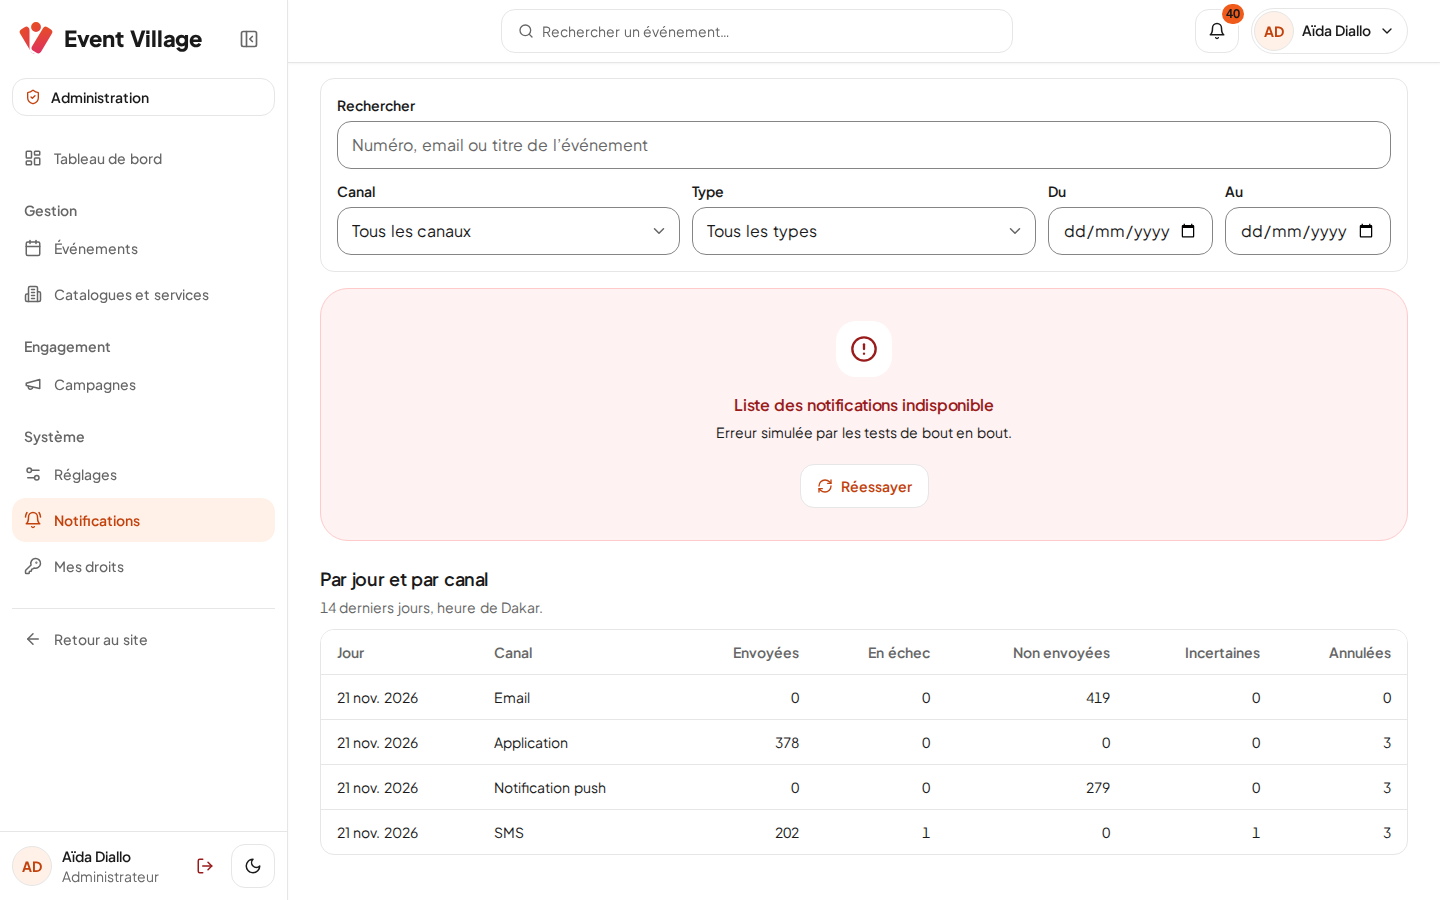 Event Village
Rechercher un événement...
40
AD
Aïda Diallo
Administration
Tableau de bord
Gestion
Événements
Catalogues et services
Engagement
Campagnes
Système
Réglages
Notifications
Mes droits
Retour au site
AD
Aïda Diallo
Administrateur
Rechercher
Numéro, email ou titre de l'événement
Canal
Type
Du
Au
Tous les canaux
Tous les types
dd/mm/yyyy
dd/mm/yyyy
Liste des notifications indisponible
Erreur simulée par les tests de bout en bout.
Réessayer
Par jour et par canal
14 derniers jours, heure de Dakar.
Jour Canal Envoyées En échec Non envoyées Incertaines Annulées
21 nov. 2026 Email 0 0 419 0 0
21 nov. 2026 Application 378 0 0 0 3
21 nov. 2026 Notification push 0 0 279 0 3
21 nov. 2026 SMS 202 1 0 1 3